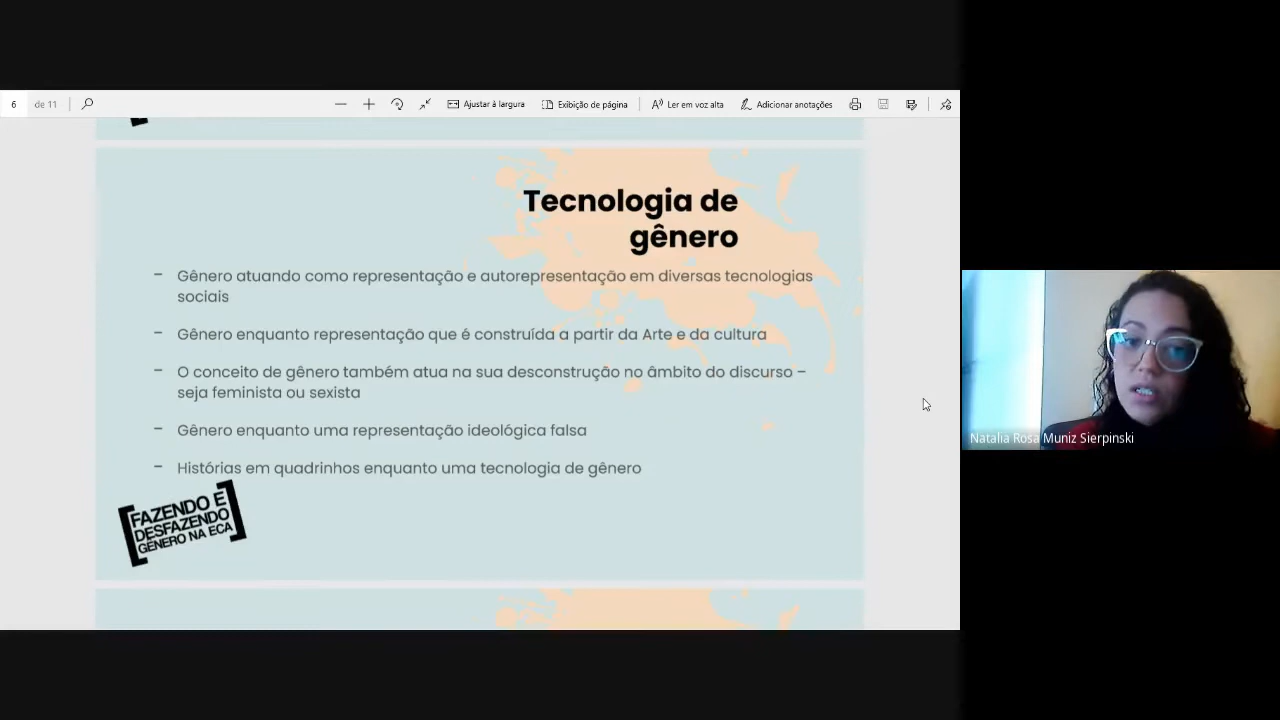 6 de 11
Ajustar à largura
Exibição de página
Ler em voz alta
Adicionar anotações
Tecnologia de
gênero
– Gênero atuando como representação e autorepresentação em diversas tecnologias
sociais
– Gênero enquanto representação que é construída a partir da Arte e da cultura
– O conceito de gênero também atua na sua desconstrução no âmbito do discurso –
seja feminista ou sexista
– Gênero enquanto uma representação ideológica falsa
– Histórias em quadrinhos enquanto uma tecnologia de gênero
FAZENDO E
DESFAZENDO
GÊNERO NA ECA
Natalia Rosa Muniz Sierpinski